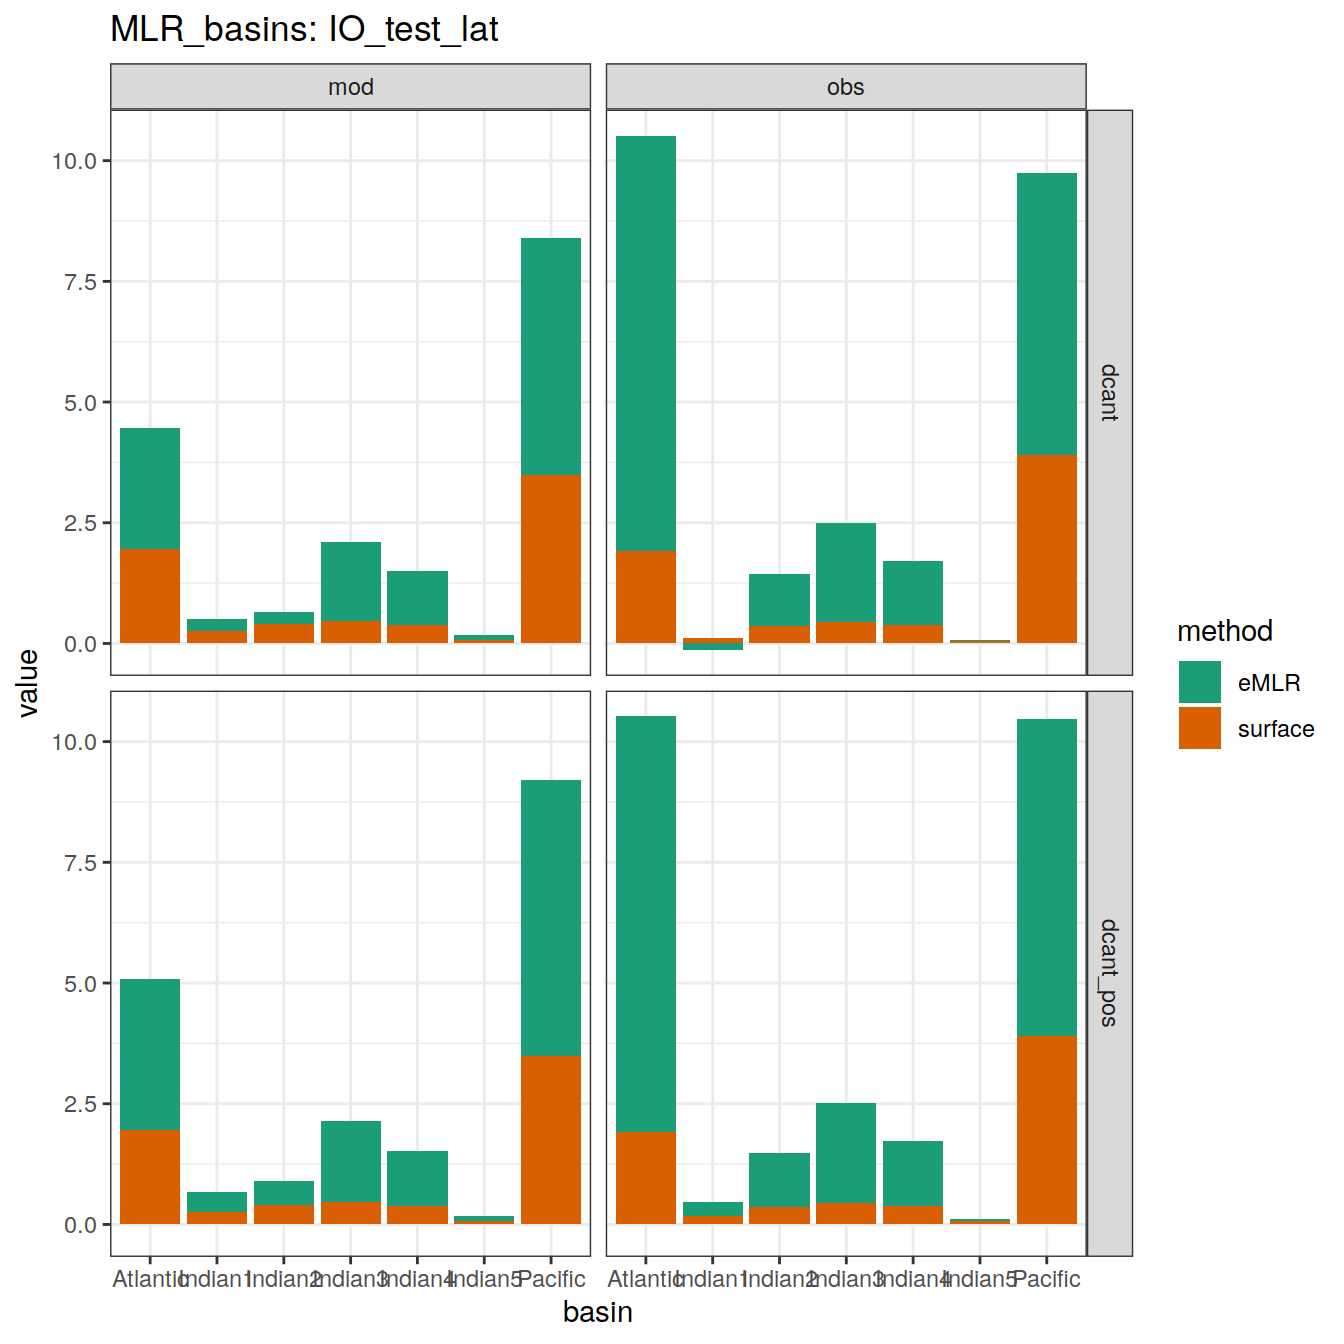 MLR_basins: IO_test_lat
mod
obs
10.0
7.5
5.0
2.5
0.0
dcant
10.0
7.5
5.0
2.5
0.0
dcant_pos
value
Atlantic Indian1 Indian2 Indian3 Indian4 Indian5 Pacific
Atlantic Indian1 Indian2 Indian3 Indian4 Indian5 Pacific
basin
method
eMLR
surface